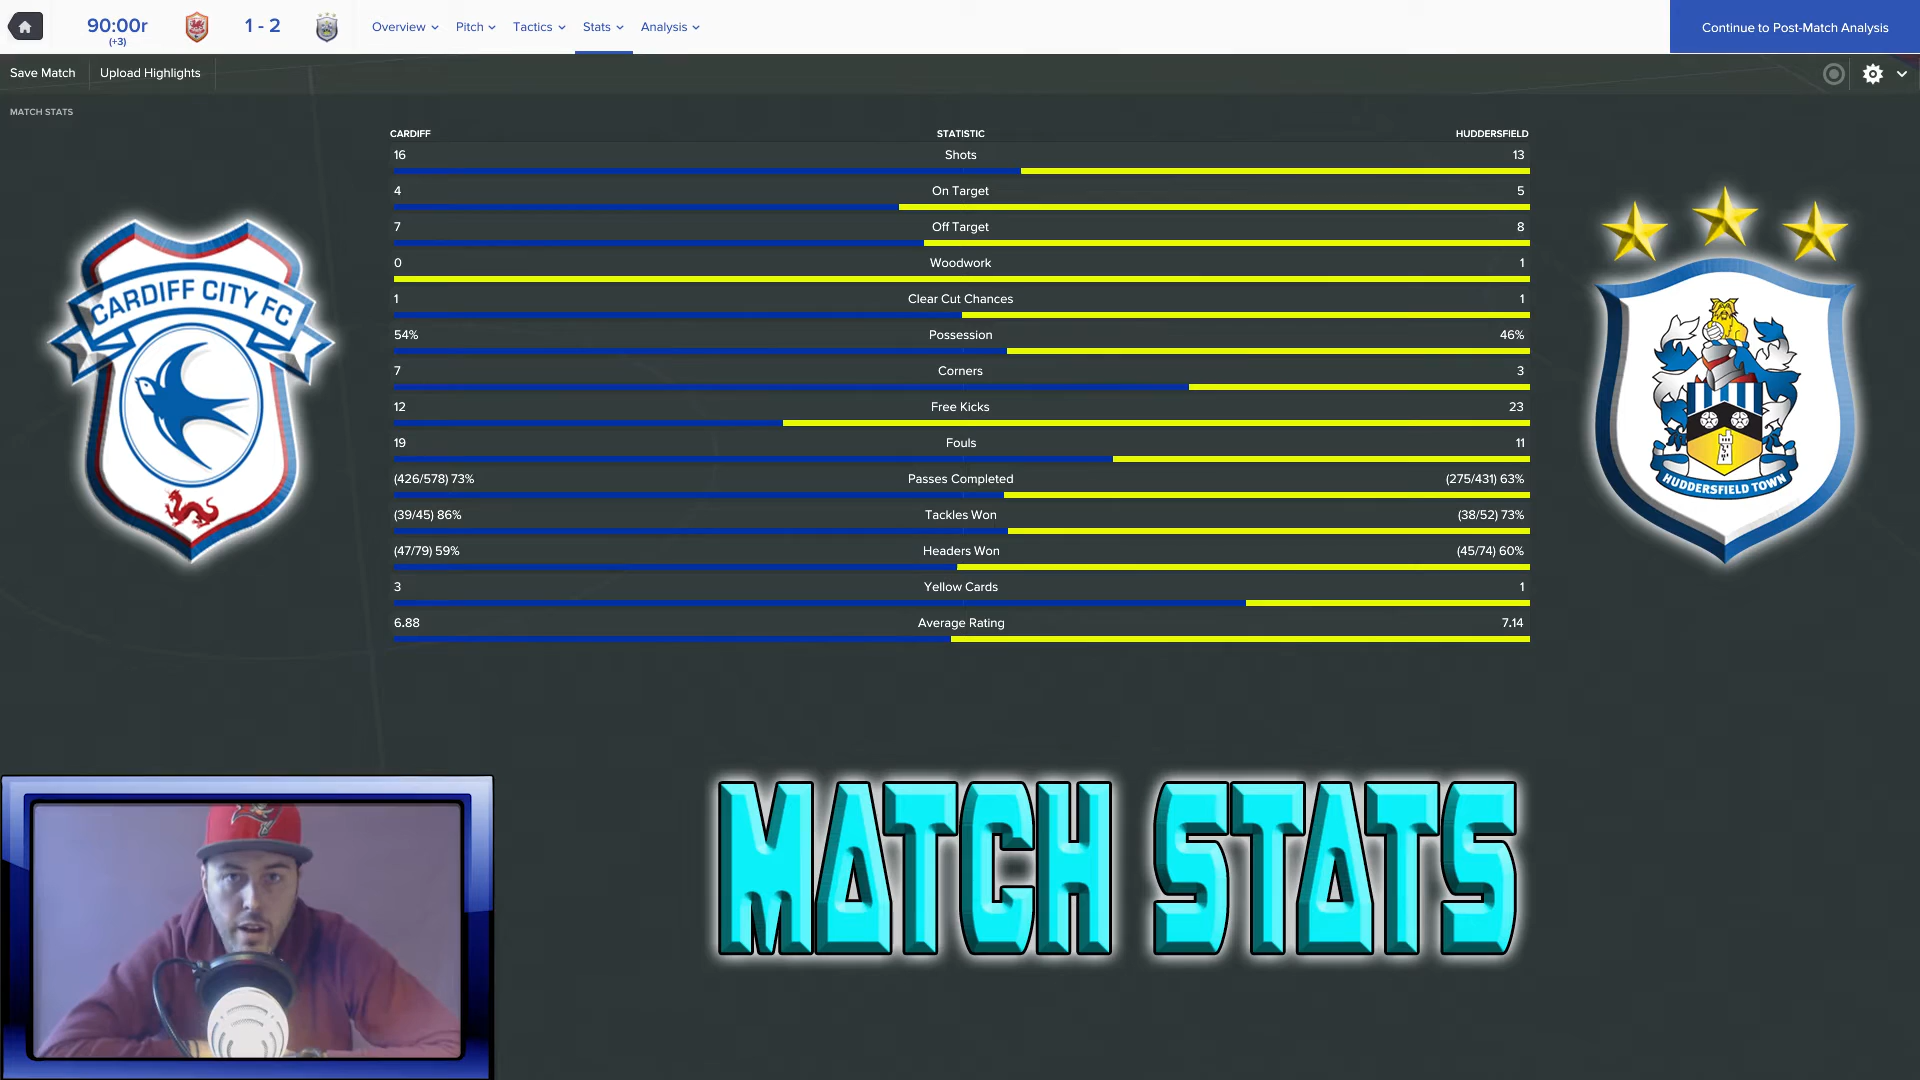 90:00r
(+3)
1 - 2
Overview
Pitch
Tactics
Stats
Analysis
Continue to Post-Match Analysis
Save Match
Upload Highlights
MATCH STATS
CARDIFF STATISTIC HUDDERSFIELD
16 Shots 13
4 On Target 5
7 Off Target 8
0 Woodwork 1
1 Clear Cut Chances 1
54% Possession 46%
7 Corners 3
12 Free Kicks 23
19 Fouls 11
(426/578) 73% Passes Completed (275/431) 63%
(39/45) 86% Tackles Won (38/52) 73%
(47/79) 59% Headers Won (45/74) 60%
3 Yellow Cards 1
6.88 Average Rating 7.14
CARDIFF CITY FC
HUDDERSFIELD TOWN
MATCH STATS